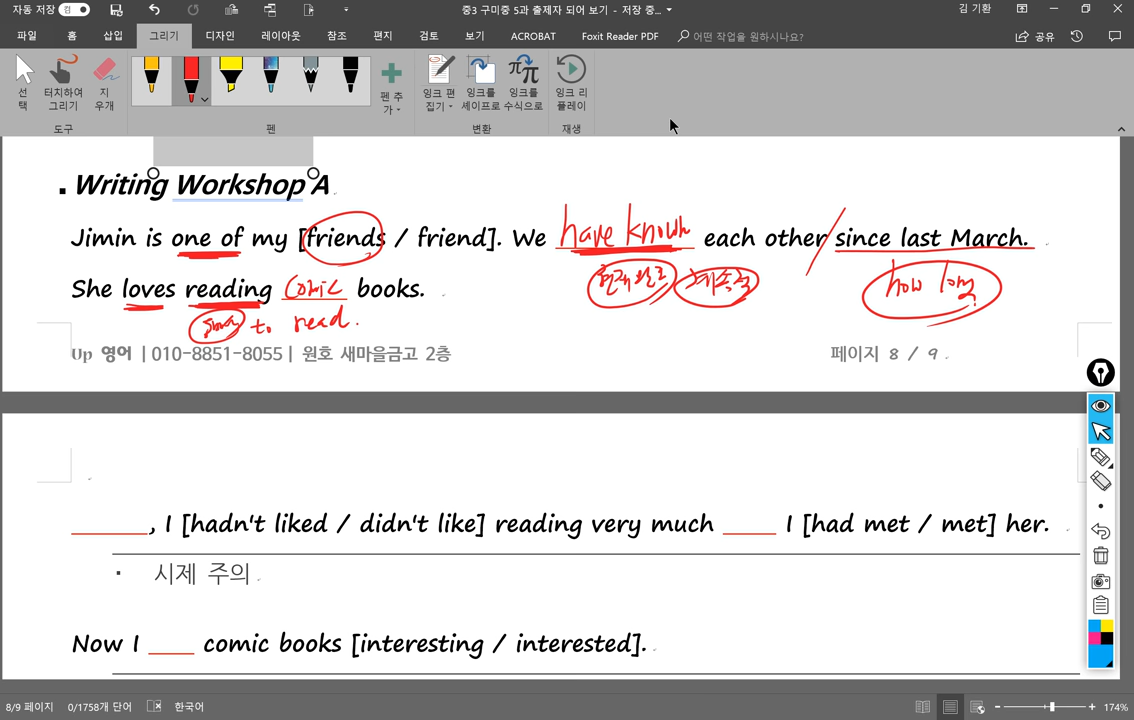 자동 저장 컴 중3 구미중 5과 출제자 되어 보기 - 저장 중... 김 기환
파일 홈 삽입 그리기 디자인 레이아웃 참조 편지 검토 보기 ACROBAT Foxit Reader PDF 어떤 작업을 원하시나요? 공유
선택 터치하여 그리기 지우개 펜 추가 잉크 편집기 잉크를 셰이프로 잉크를 수식으로 잉크 리플레이
도구 펜 변환 재생
. Writing Workshop A
Jimin is one of my [friends / friend]. We have known each other / since last March.
현재완료 계속적 how long?
She loves reading comic books.
to read.
Up 영어 | 010-8851-8055 | 원호 새마을금고 2층 페이지 8 / 9
______, I [hadn't liked / didn't like] reading very much ____ I [had met / met] her.
· 시제 주의
Now I ____ comic books [interesting / interested].
8/9 페이지 0/1758개 단어 한국어 174%